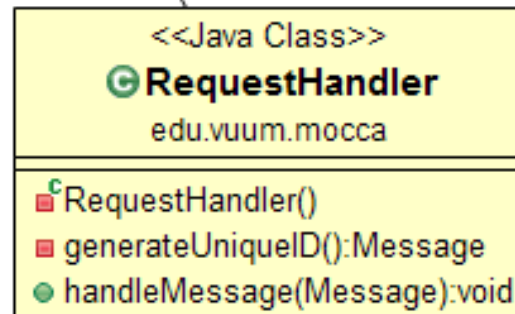 <<Java Class>>
C RequestHandler
edu.vuum.mocca
C RequestHandler()
generateUniqueID():Message
handleMessage(Message):void